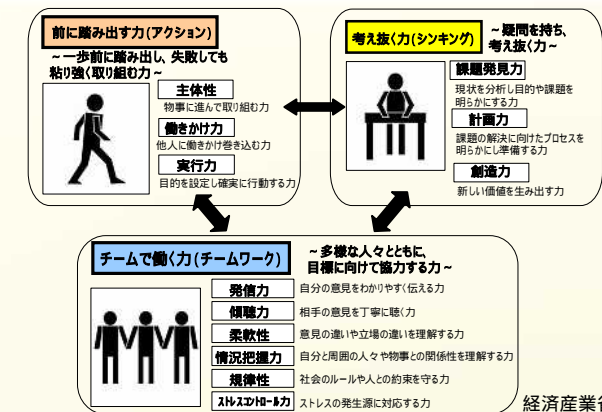 前に踏み出す力(アクション)
~一歩前に踏み出し、失敗しても
粘り強く取り組む力~
主体性
物事に進んで取り組む力
働きかけ力
他人に働きかけ巻き込む力
実行力
目的を設定し確実に行動する力
考え抜く力(シンキング)
~疑問を持ち、
考え抜く力~
課題発見力
現状を分析し目的や課題を
明らかにする力
計画力
課題の解決に向けたプロセスを
明らかにし準備する力
創造力
新しい価値を生み出す力
チームで働く力(チームワーク)
~多様な人々とともに、
目標に向けて協力する力~
発信力
自分の意見をわかりやすく伝える力
傾聴力
相手の意見を丁寧に聴く力
柔軟性
意見の違いや立場の違いを理解する力
情況把握力
自分と周囲の人々や物事との関係性を理解する力
規律性
社会のルールや人との約束を守る力
ストレスコントロール力
ストレスの発生源に対応する力
経済産業省